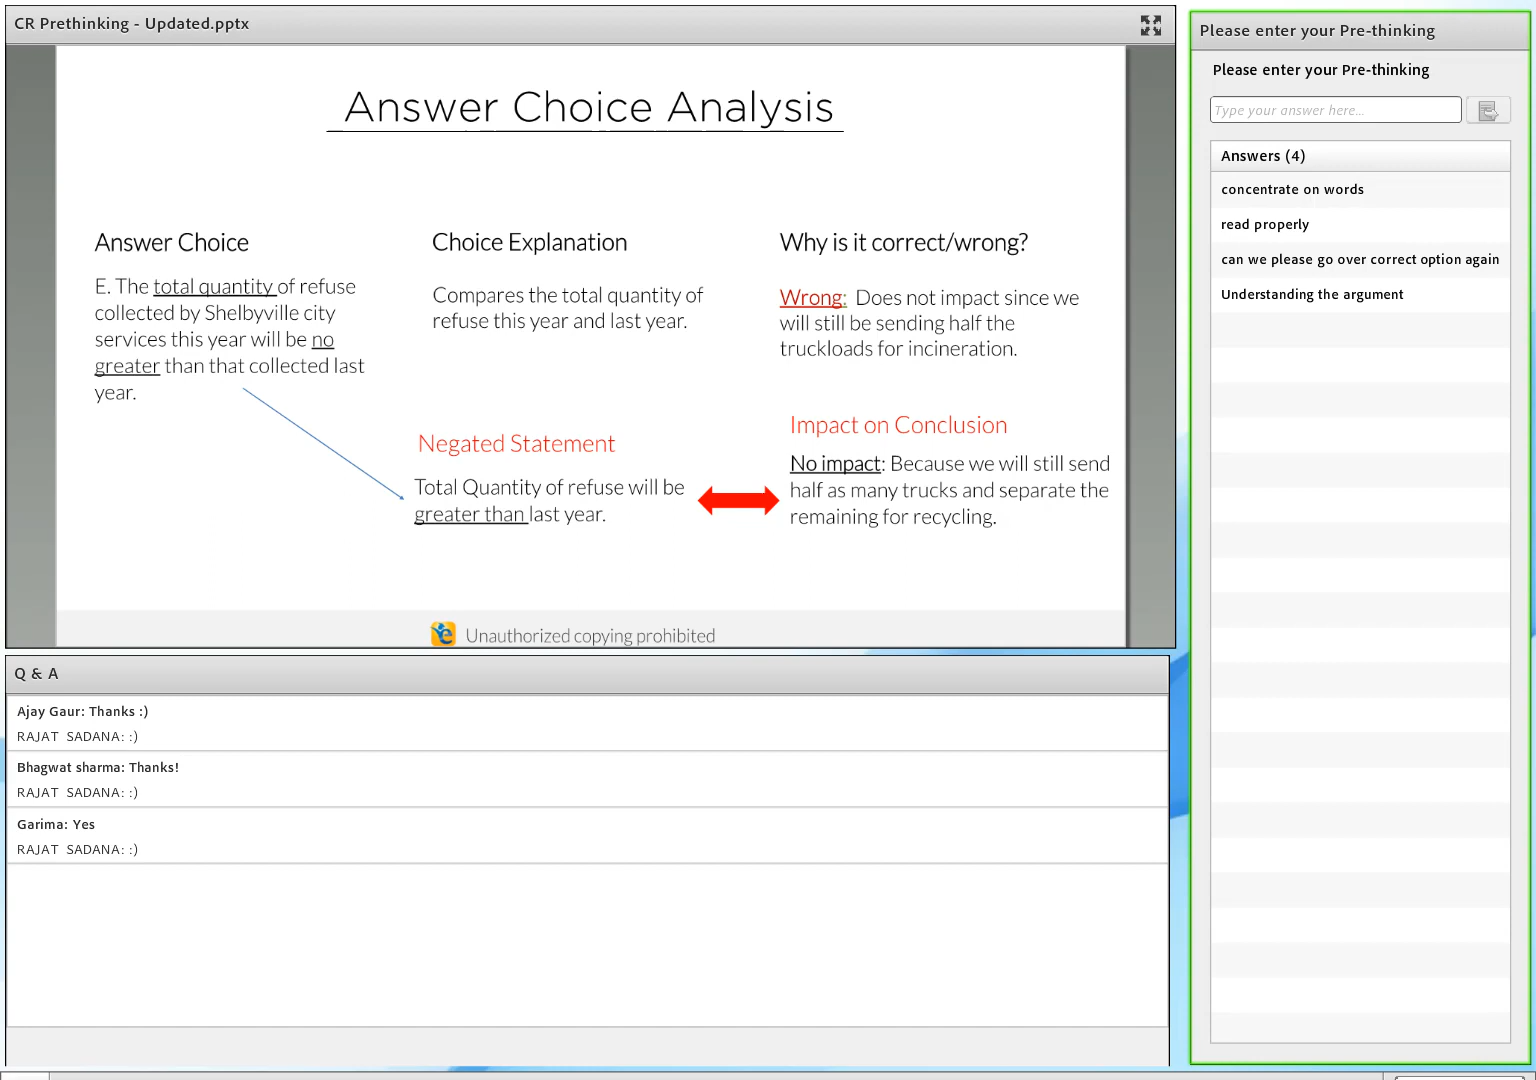 CR Prethinking - Updated.pptx
Answer Choice Analysis
Answer Choice
E. The total quantity of refuse
collected by Shelbyville city
services this year will be no
greater than that collected last
year.
Choice Explanation
Compares the total quantity of
refuse this year and last year.
Why is it correct/wrong?
Wrong: Does not impact since we
will still be sending half the
truckloads for incineration.
Negated Statement
Total Quantity of refuse will be
greater than last year.
Impact on Conclusion
No impact: Because we will still send
half as many trucks and separate the
remaining for recycling.
e Unauthorized copying prohibited
Q & A
Ajay Gaur: Thanks :)
RAJAT SADANA: :)
Bhagwat sharma: Thanks!
RAJAT SADANA: :)
Garima: Yes
RAJAT SADANA: :)
Please enter your Pre-thinking
Please enter your Pre-thinking
Type your answer here...
Answers (4)
concentrate on words
read properly
can we please go over correct option again
Understanding the argument